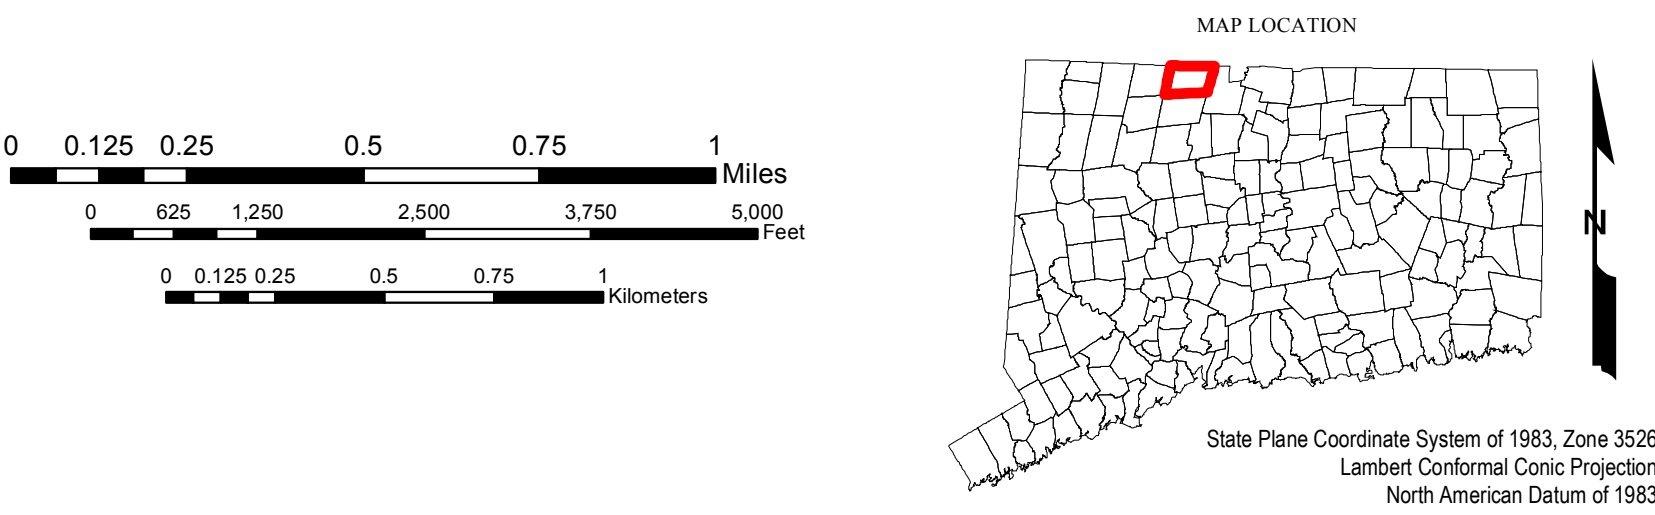 0 0.125 0.25 0.5 0.75 1
Miles
0 625 1,250 2,500 3,750 5,000
Feet
0 0.125 0.25 0.5 0.75 1
Kilometers
MAP LOCATION
N
State Plane Coordinate System of 1983, Zone 3526
Lambert Conformal Conic Projection
North American Datum of 1983